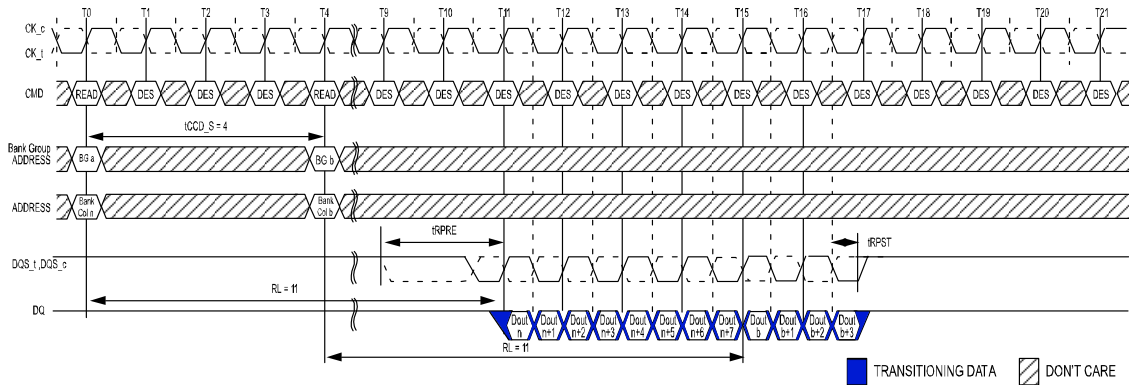 T0 T1 T2 T3 T4 T9 T10 T11 T12 T13 T14 T15 T16 T17 T18 T19 T20 T21
CK_c
CK_t
CMD READ DES DES DES READ DES DES DES DES DES DES DES DES DES DES DES DES DES
tCCD_S = 4
Bank Group
ADDRESS BG a BG b
ADDRESS Bank Col n Bank Col b
tRPRE tRPST
DQS_t ,DQS_c
RL = 11
DQ Dout n Dout n+1 Dout n+2 Dout n+3 Dout n+4 Dout n+5 Dout n+6 Dout n+7 Dout b Dout b+1 Dout b+2 Dout b+3
RL = 11
TRANSITIONING DATA DON'T CARE